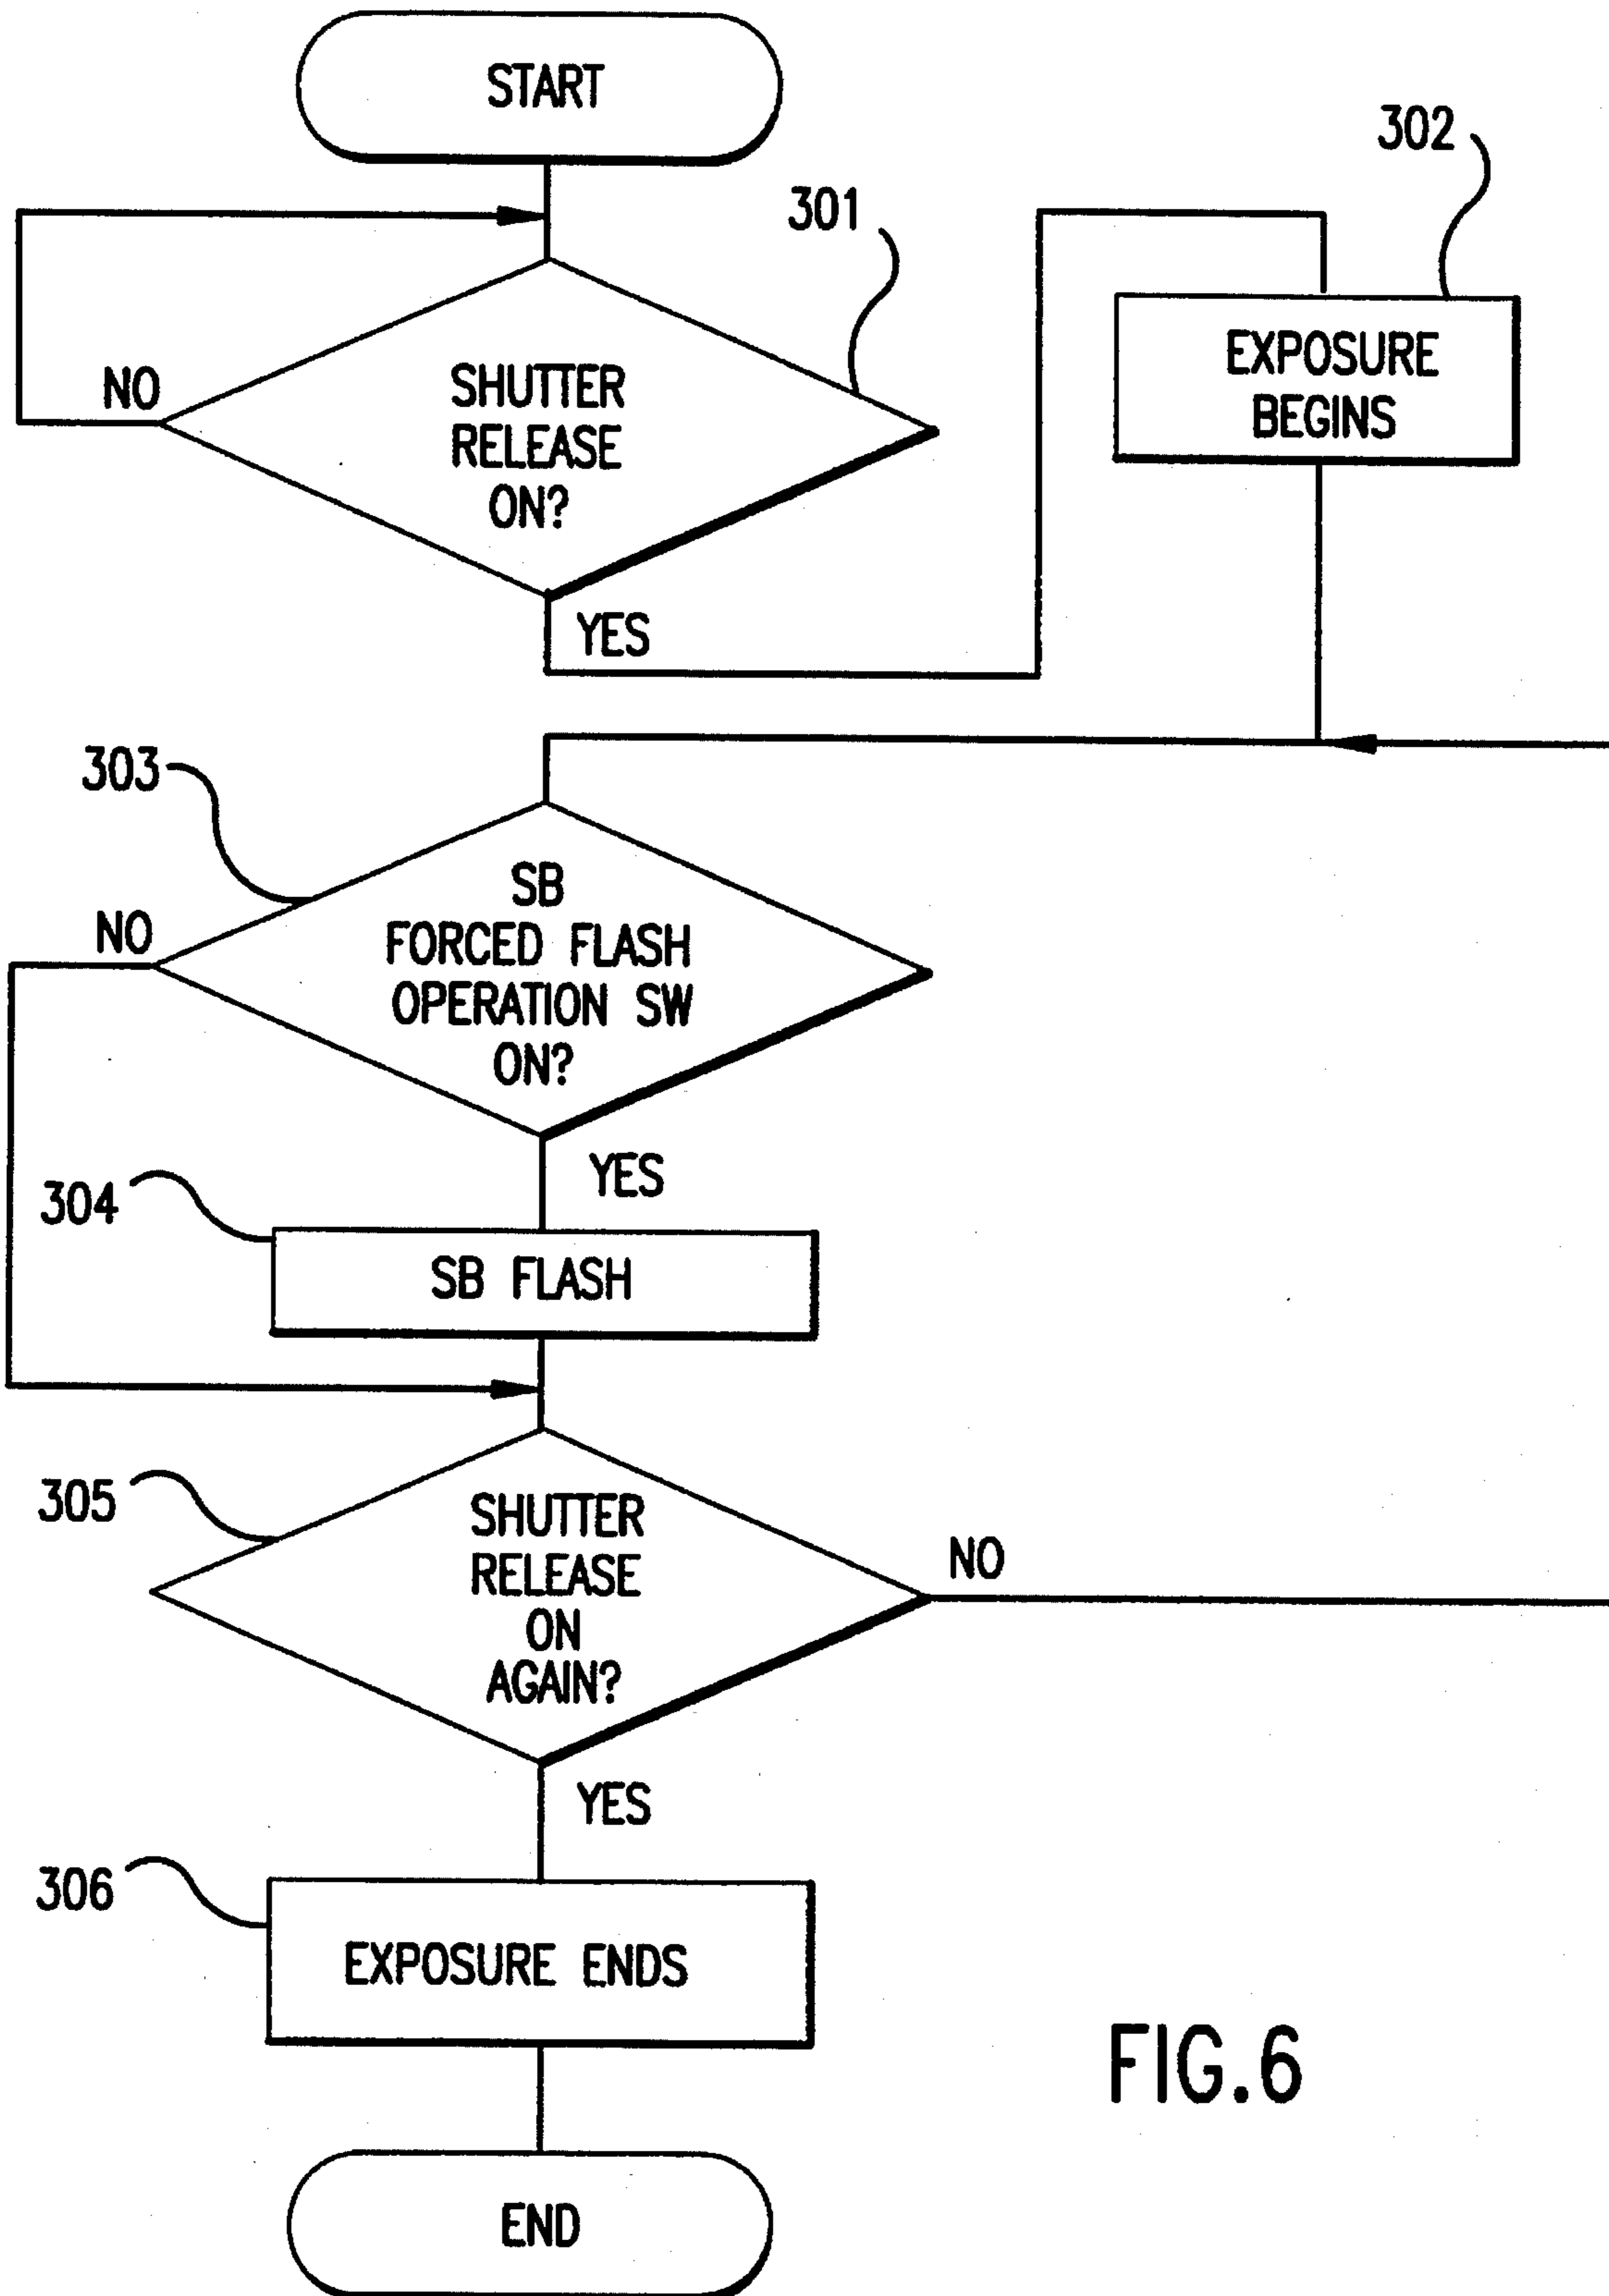 START
302
301
NO
SHUTTER
RELEASE
ON?
EXPOSURE
BEGINS
YES
303
NO
SB
FORCED FLASH
OPERATION SW
ON?
YES
304
SB FLASH
305
SHUTTER
RELEASE
ON
AGAIN?
NO
YES
306
EXPOSURE ENDS
FIG.6
END